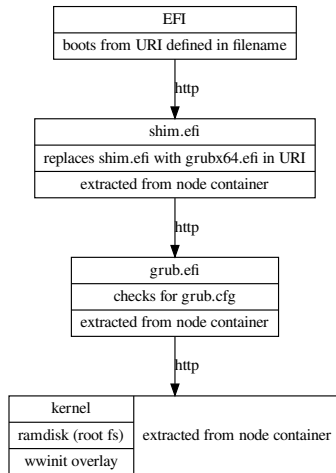 EFI
boots from URI defined in filename
http
shim.efi
replaces shim.efi with grubx64.efi in URI
extracted from node container
http
grub.efi
checks for grub.cfg
extracted from node container
http
kernel
ramdisk (root fs)
wwinit overlay
extracted from node container